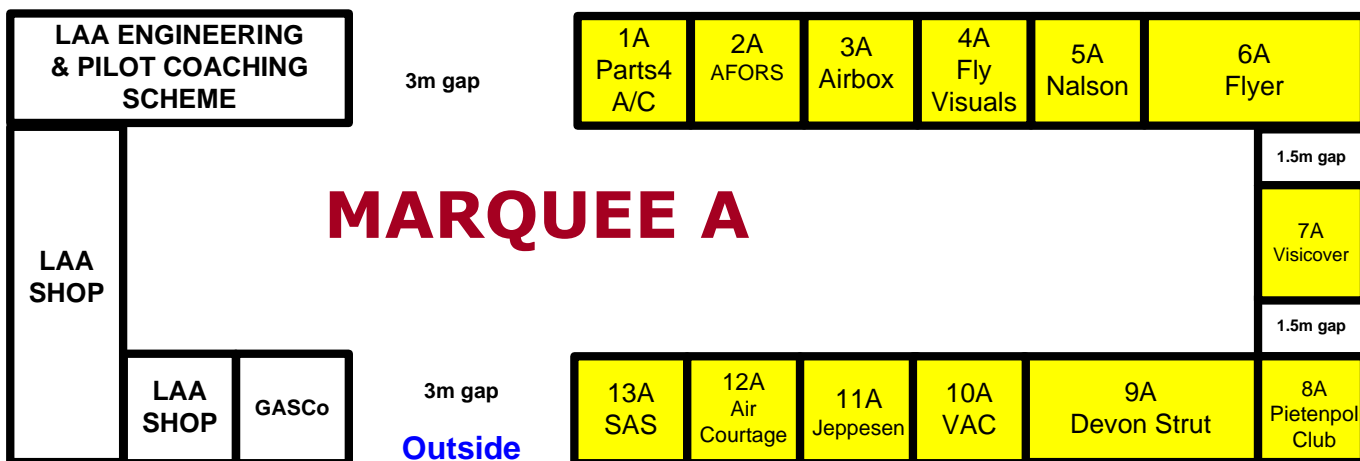 LAA ENGINEERING
& PILOT COACHING
SCHEME
3m gap
1A
Parts4
A/C
2A
AFORS
3A
Airbox
4A
Fly
Visuals
5A
Nalson
6A
Flyer
1.5m gap
MARQUEE A
7A
Visicover
LAA
SHOP
1.5m gap
LAA
SHOP
GASCo
3m gap
Outside
13A
SAS
12A
Air
Courtage
11A
Jeppesen
10A
VAC
9A
Devon Strut
8A
Pietenpol
Club